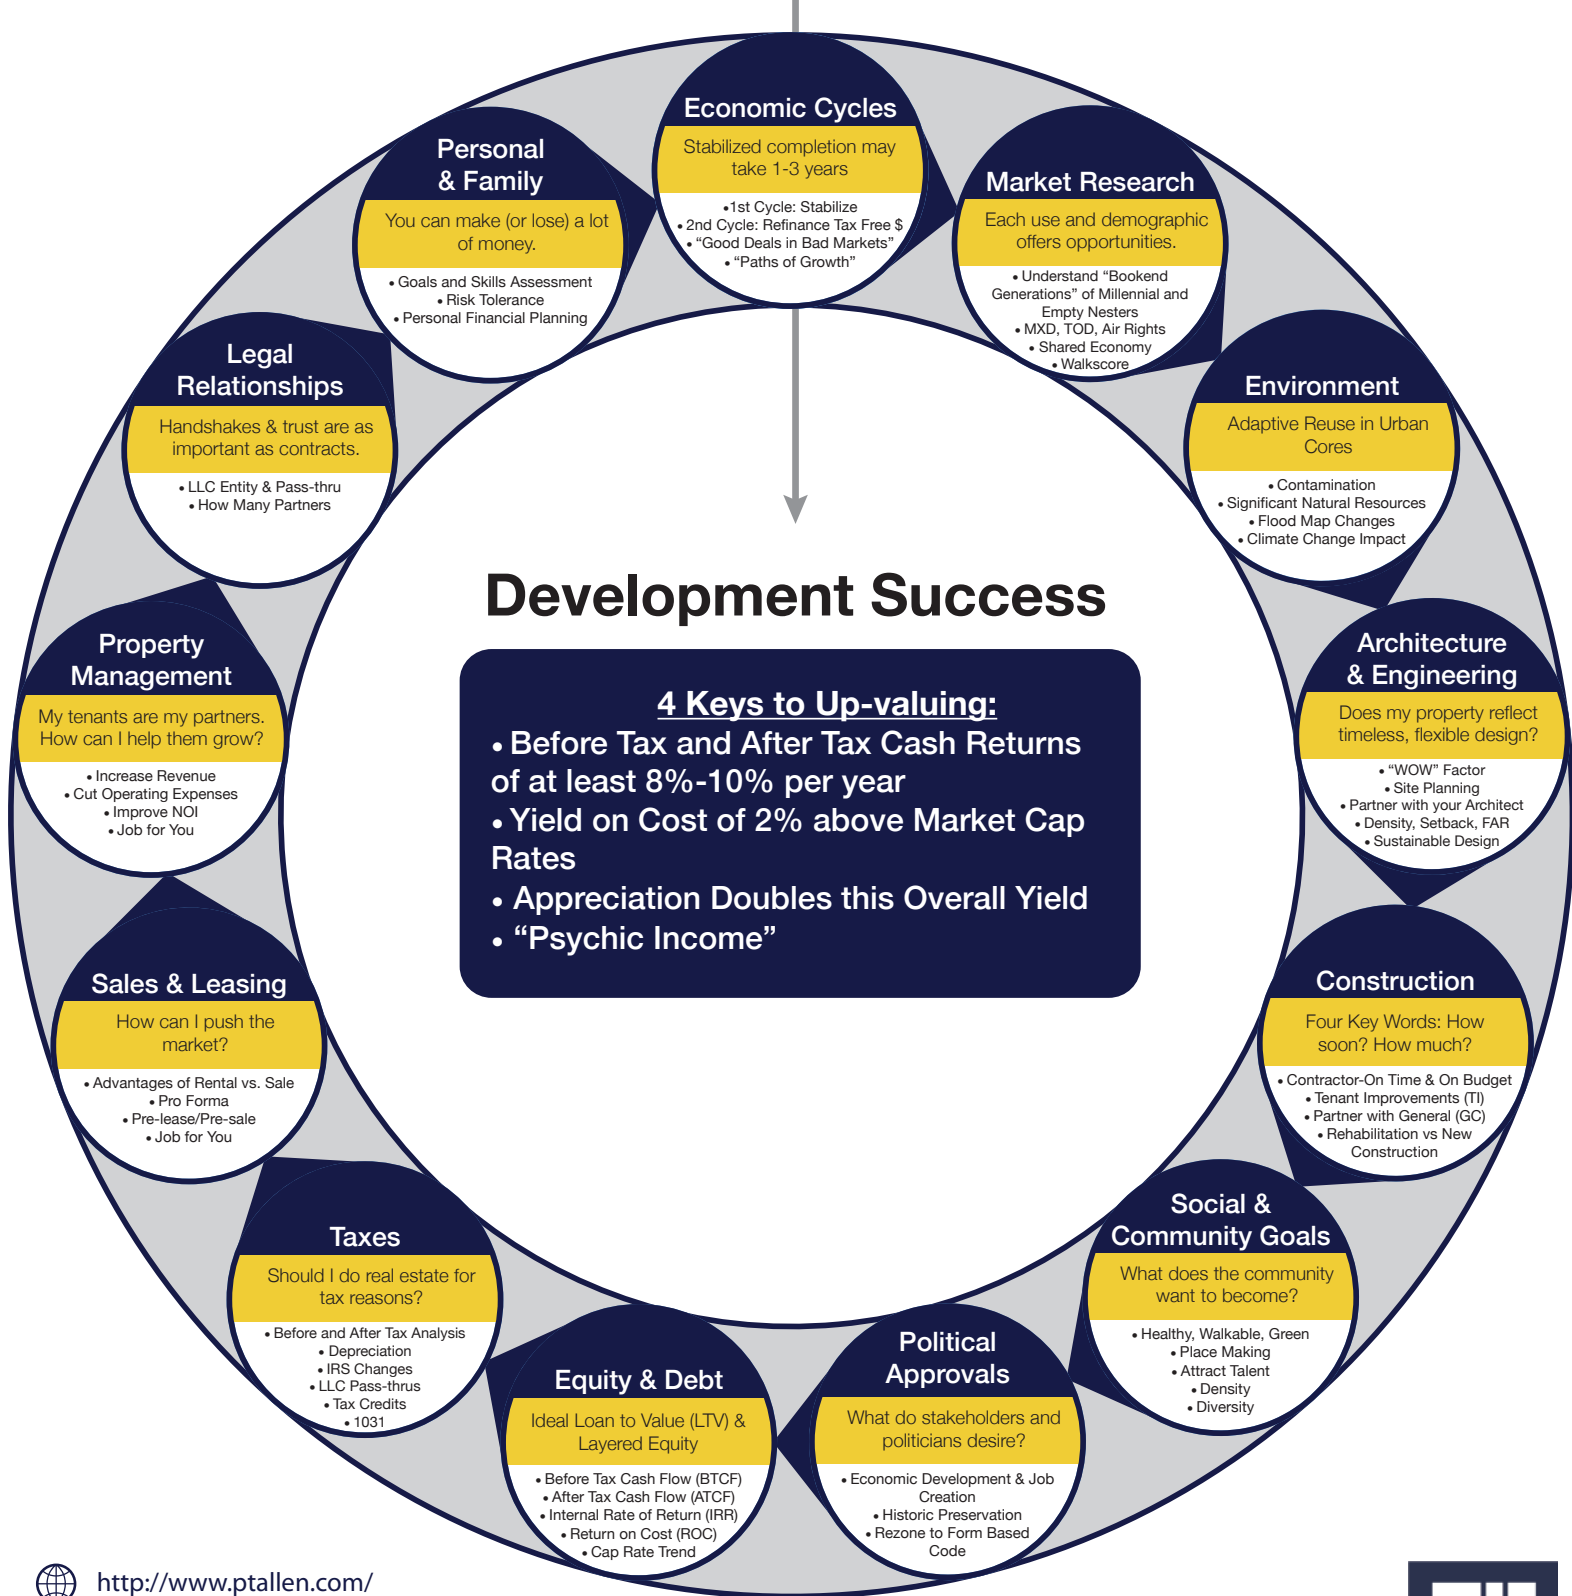 Economic Cycles
Stabilized completion may
take 1-3 years
•1st Cycle: Stabilize
• 2nd Cycle: Refinance Tax Free $
• “Good Deals in Bad Markets”
• “Paths of Growth”
Market Research
Each use and demographic
offers opportunities.
• Understand “Bookend
Generations” of Millennial and
Empty Nesters
• MXD, TOD, Air Rights
• Shared Economy
• Walkscore
Environment
Adaptive Reuse in Urban
Cores
• Contamination
• Significant Natural Resources
• Flood Map Changes
• Climate Change Impact
Architecture
& Engineering
Does my property reflect
timeless, flexible design?
• “WOW” Factor
• Site Planning
• Partner with your Architect
• Density, Setback, FAR
• Sustainable Design
Construction
Four Key Words: How
soon? How much?
• Contractor-On Time & On Budget
• Tenant Improvements (TI)
• Partner with General (GC)
• Rehabilitation vs New
Construction
Social &
Community Goals
What does the community
want to become?
• Healthy, Walkable, Green
• Place Making
• Attract Talent
• Density
• Diversity
Political
Approvals
What do stakeholders and
politicians desire?
• Economic Development & Job
Creation
• Historic Preservation
• Rezone to Form Based
Code
Equity & Debt
Ideal Loan to Value (LTV) &
Layered Equity
• Before Tax Cash Flow (BTCF)
• After Tax Cash Flow (ATCF)
• Internal Rate of Return (IRR)
• Return on Cost (ROC)
• Cap Rate Trend
Taxes
Should I do real estate for
tax reasons?
• Before and After Tax Analysis
• Depreciation
• IRS Changes
• LLC Pass-thrus
• Tax Credits
• 1031
Sales & Leasing
How can I push the
market?
• Advantages of Rental vs. Sale
• Pro Forma
• Pre-lease/Pre-sale
• Job for You
Property
Management
My tenants are my partners.
How can I help them grow?
• Increase Revenue
• Cut Operating Expenses
• Improve NOI
• Job for You
Legal
Relationships
Handshakes & trust are as
important as contracts.
• LLC Entity & Pass-thru
• How Many Partners
Personal
& Family
You can make (or lose) a lot
of money.
• Goals and Skills Assessment
• Risk Tolerance
• Personal Financial Planning
Development Success
4 Keys to Up-valuing:
• Before Tax and After Tax Cash Returns
of at least 8%-10% per year
• Yield on Cost of 2% above Market Cap
Rates
• Appreciation Doubles this Overall Yield
• “Psychic Income”
http://www.ptallen.com/